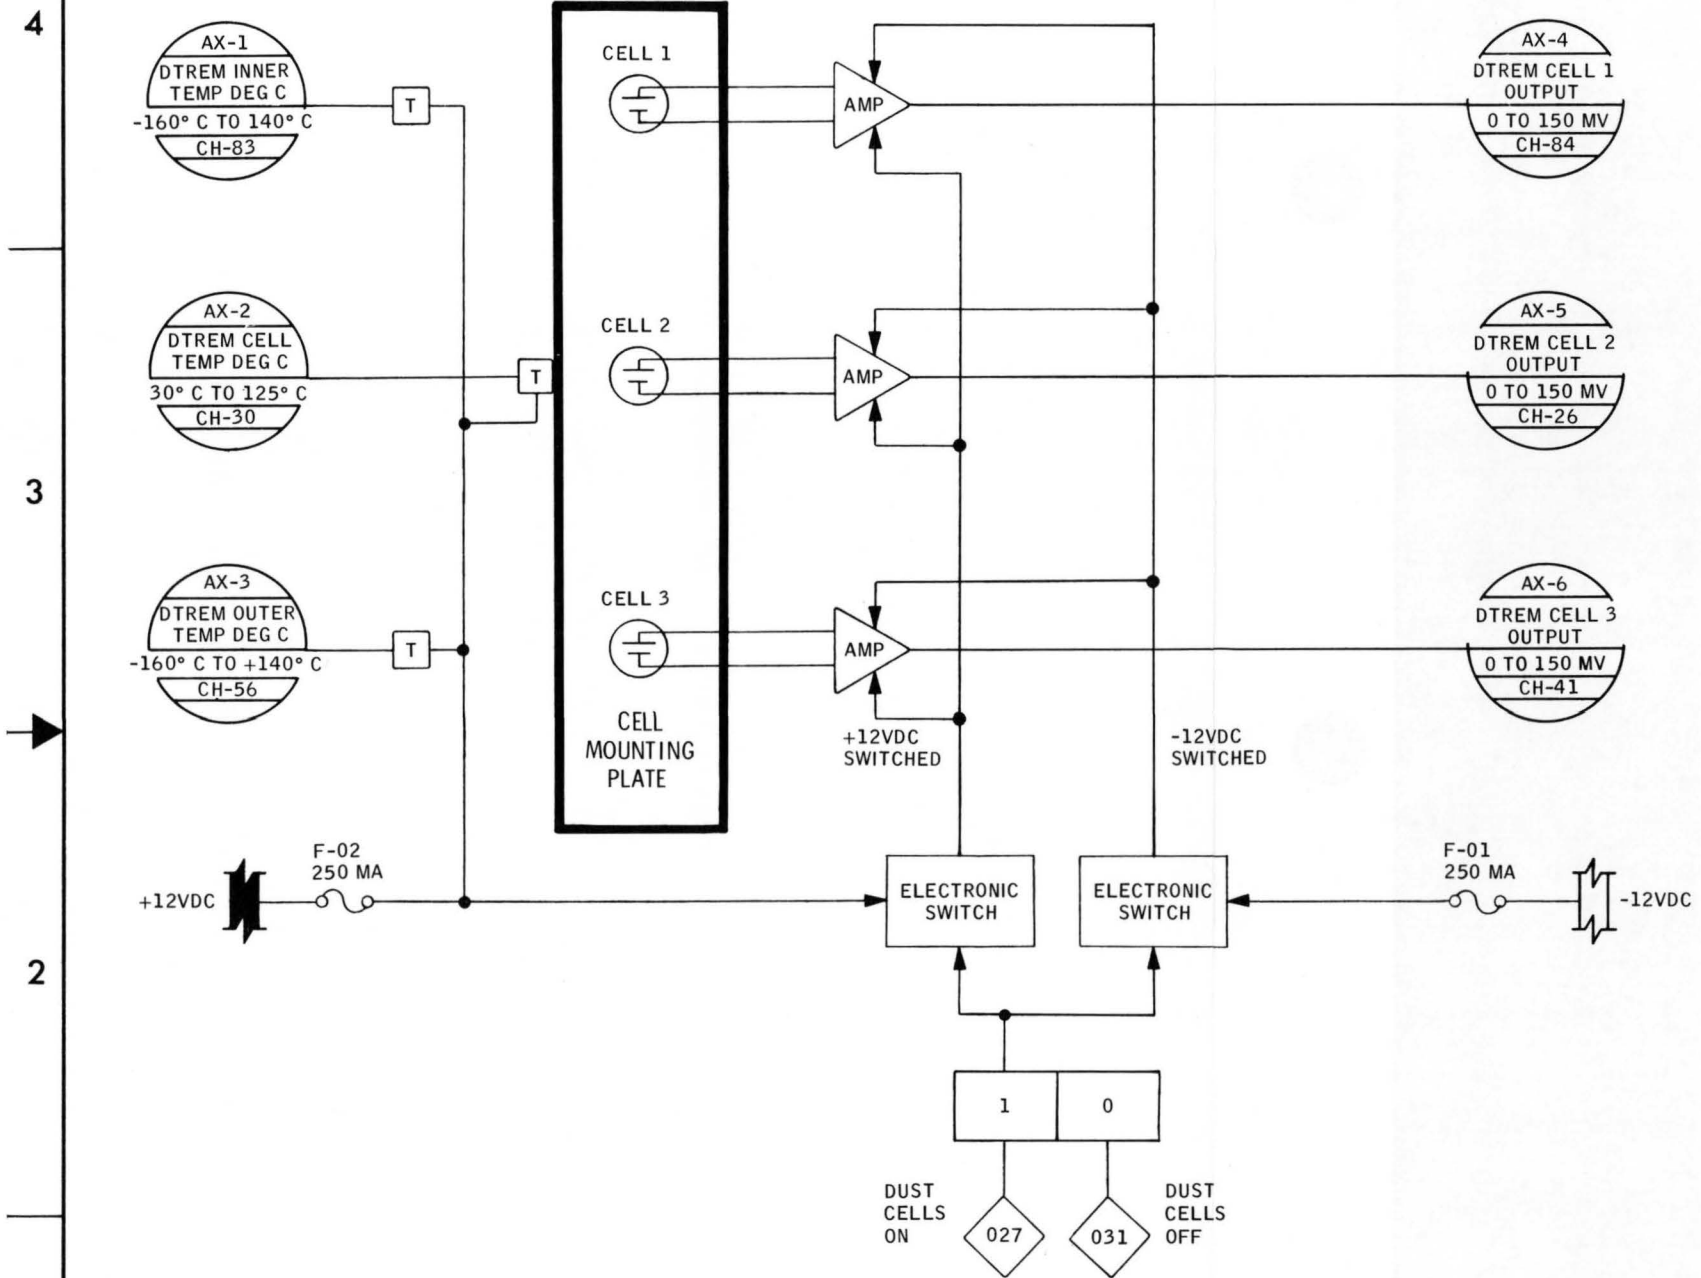 4
AX-1
DTREM INNER
TEMP DEG C
-160° C TO 140° C
CH-83
T
CELL 1
AMP
AX-4
DTREM CELL 1
OUTPUT
0 TO 150 MV
CH-84
AX-2
DTREM CELL
TEMP DEG C
30° C TO 125° C
CH-30
T
CELL 2
AMP
AX-5
DTREM CELL 2
OUTPUT
0 TO 150 MV
CH-26
3
AX-3
DTREM OUTER
TEMP DEG C
-160° C TO +140° C
CH-56
T
CELL 3
AMP
AX-6
DTREM CELL 3
OUTPUT
0 TO 150 MV
CH-41
CELL
MOUNTING
PLATE
+12VDC
SWITCHED
-12VDC
SWITCHED
+12VDC
F-02
250 MA
ELECTRONIC
SWITCH
ELECTRONIC
SWITCH
F-01
250 MA
-12VDC
2
1
0
DUST
CELLS
ON
027
031
DUST
CELLS
OFF